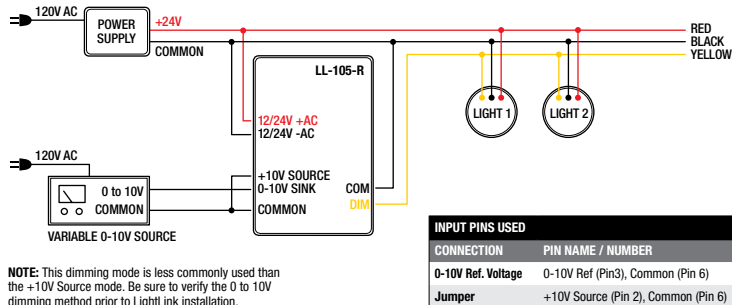 120V AC
POWER
SUPPLY
+24V
COMMON
RED
BLACK
YELLOW
LL-105-R
12/24V +AC
12/24V -AC
LIGHT 1
LIGHT 2
120V AC
0 to 10V
COMMON
VARIABLE 0-10V SOURCE
+10V SOURCE
0-10V SINK
COMMON
COM
DIM
INPUT PINS USED
CONNECTION PIN NAME / NUMBER
0-10V Ref. Voltage 0-10V Ref (Pin3), Common (Pin 6)
Jumper +10V Source (Pin 2), Common (Pin 6)
NOTE: This dimming mode is less commonly used than
the +10V Source mode. Be sure to verify the 0 to 10V
dimming method prior to LightLink installation.